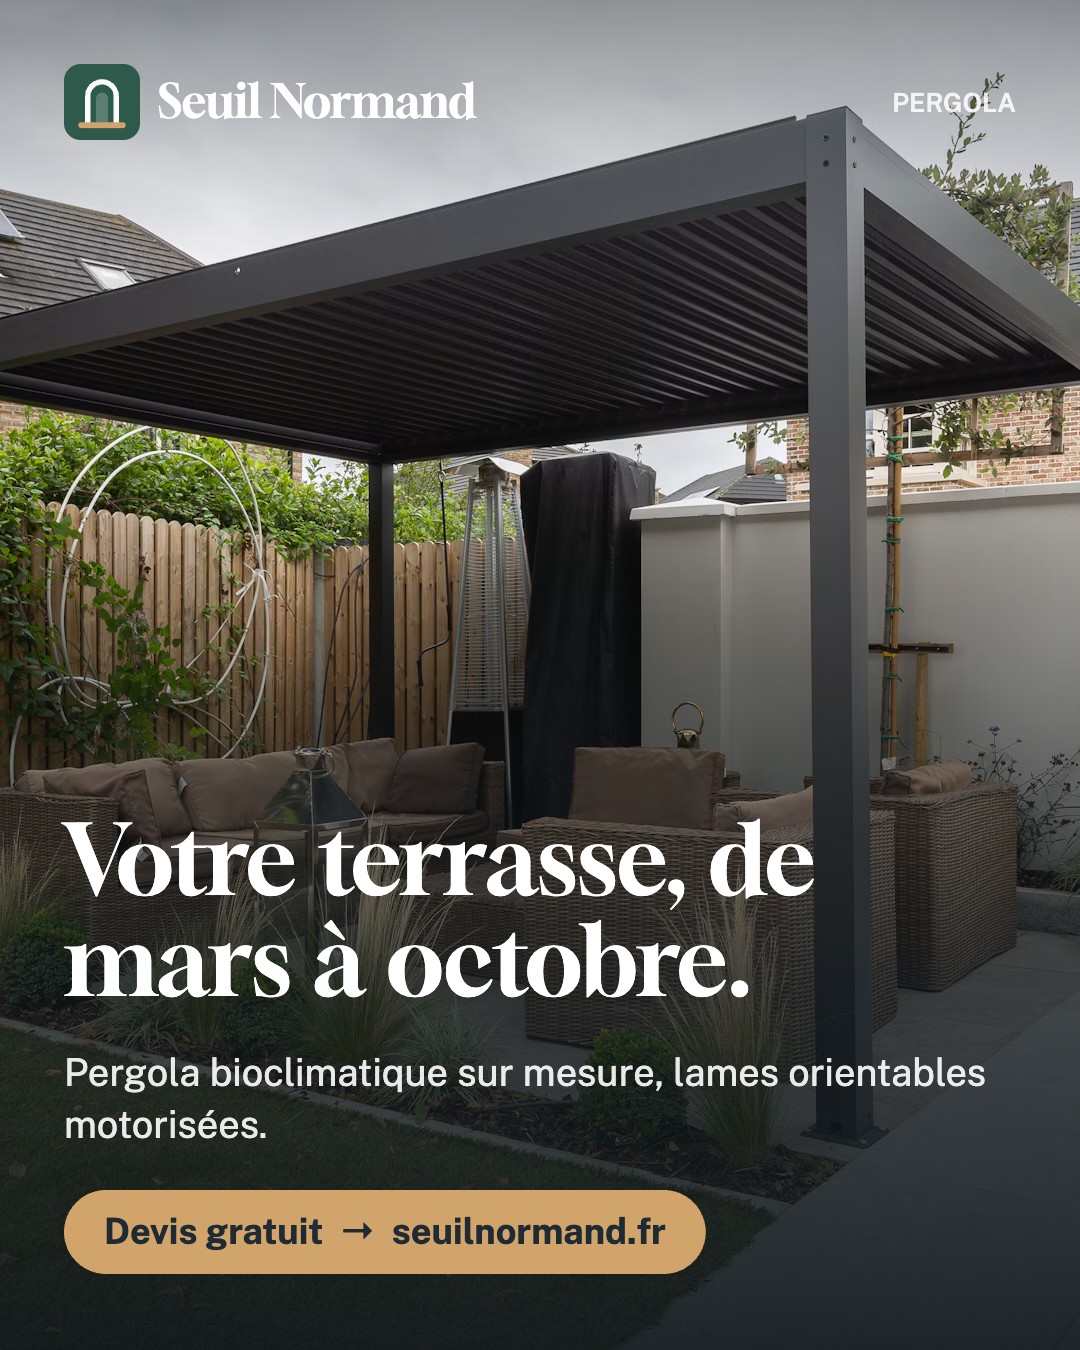 Seuil Normand
PERGOLA
Votre terrasse, de
mars à octobre.
Pergola bioclimatique sur mesure, lames orientables
motorisées.
Devis gratuit → seuilnormand.fr